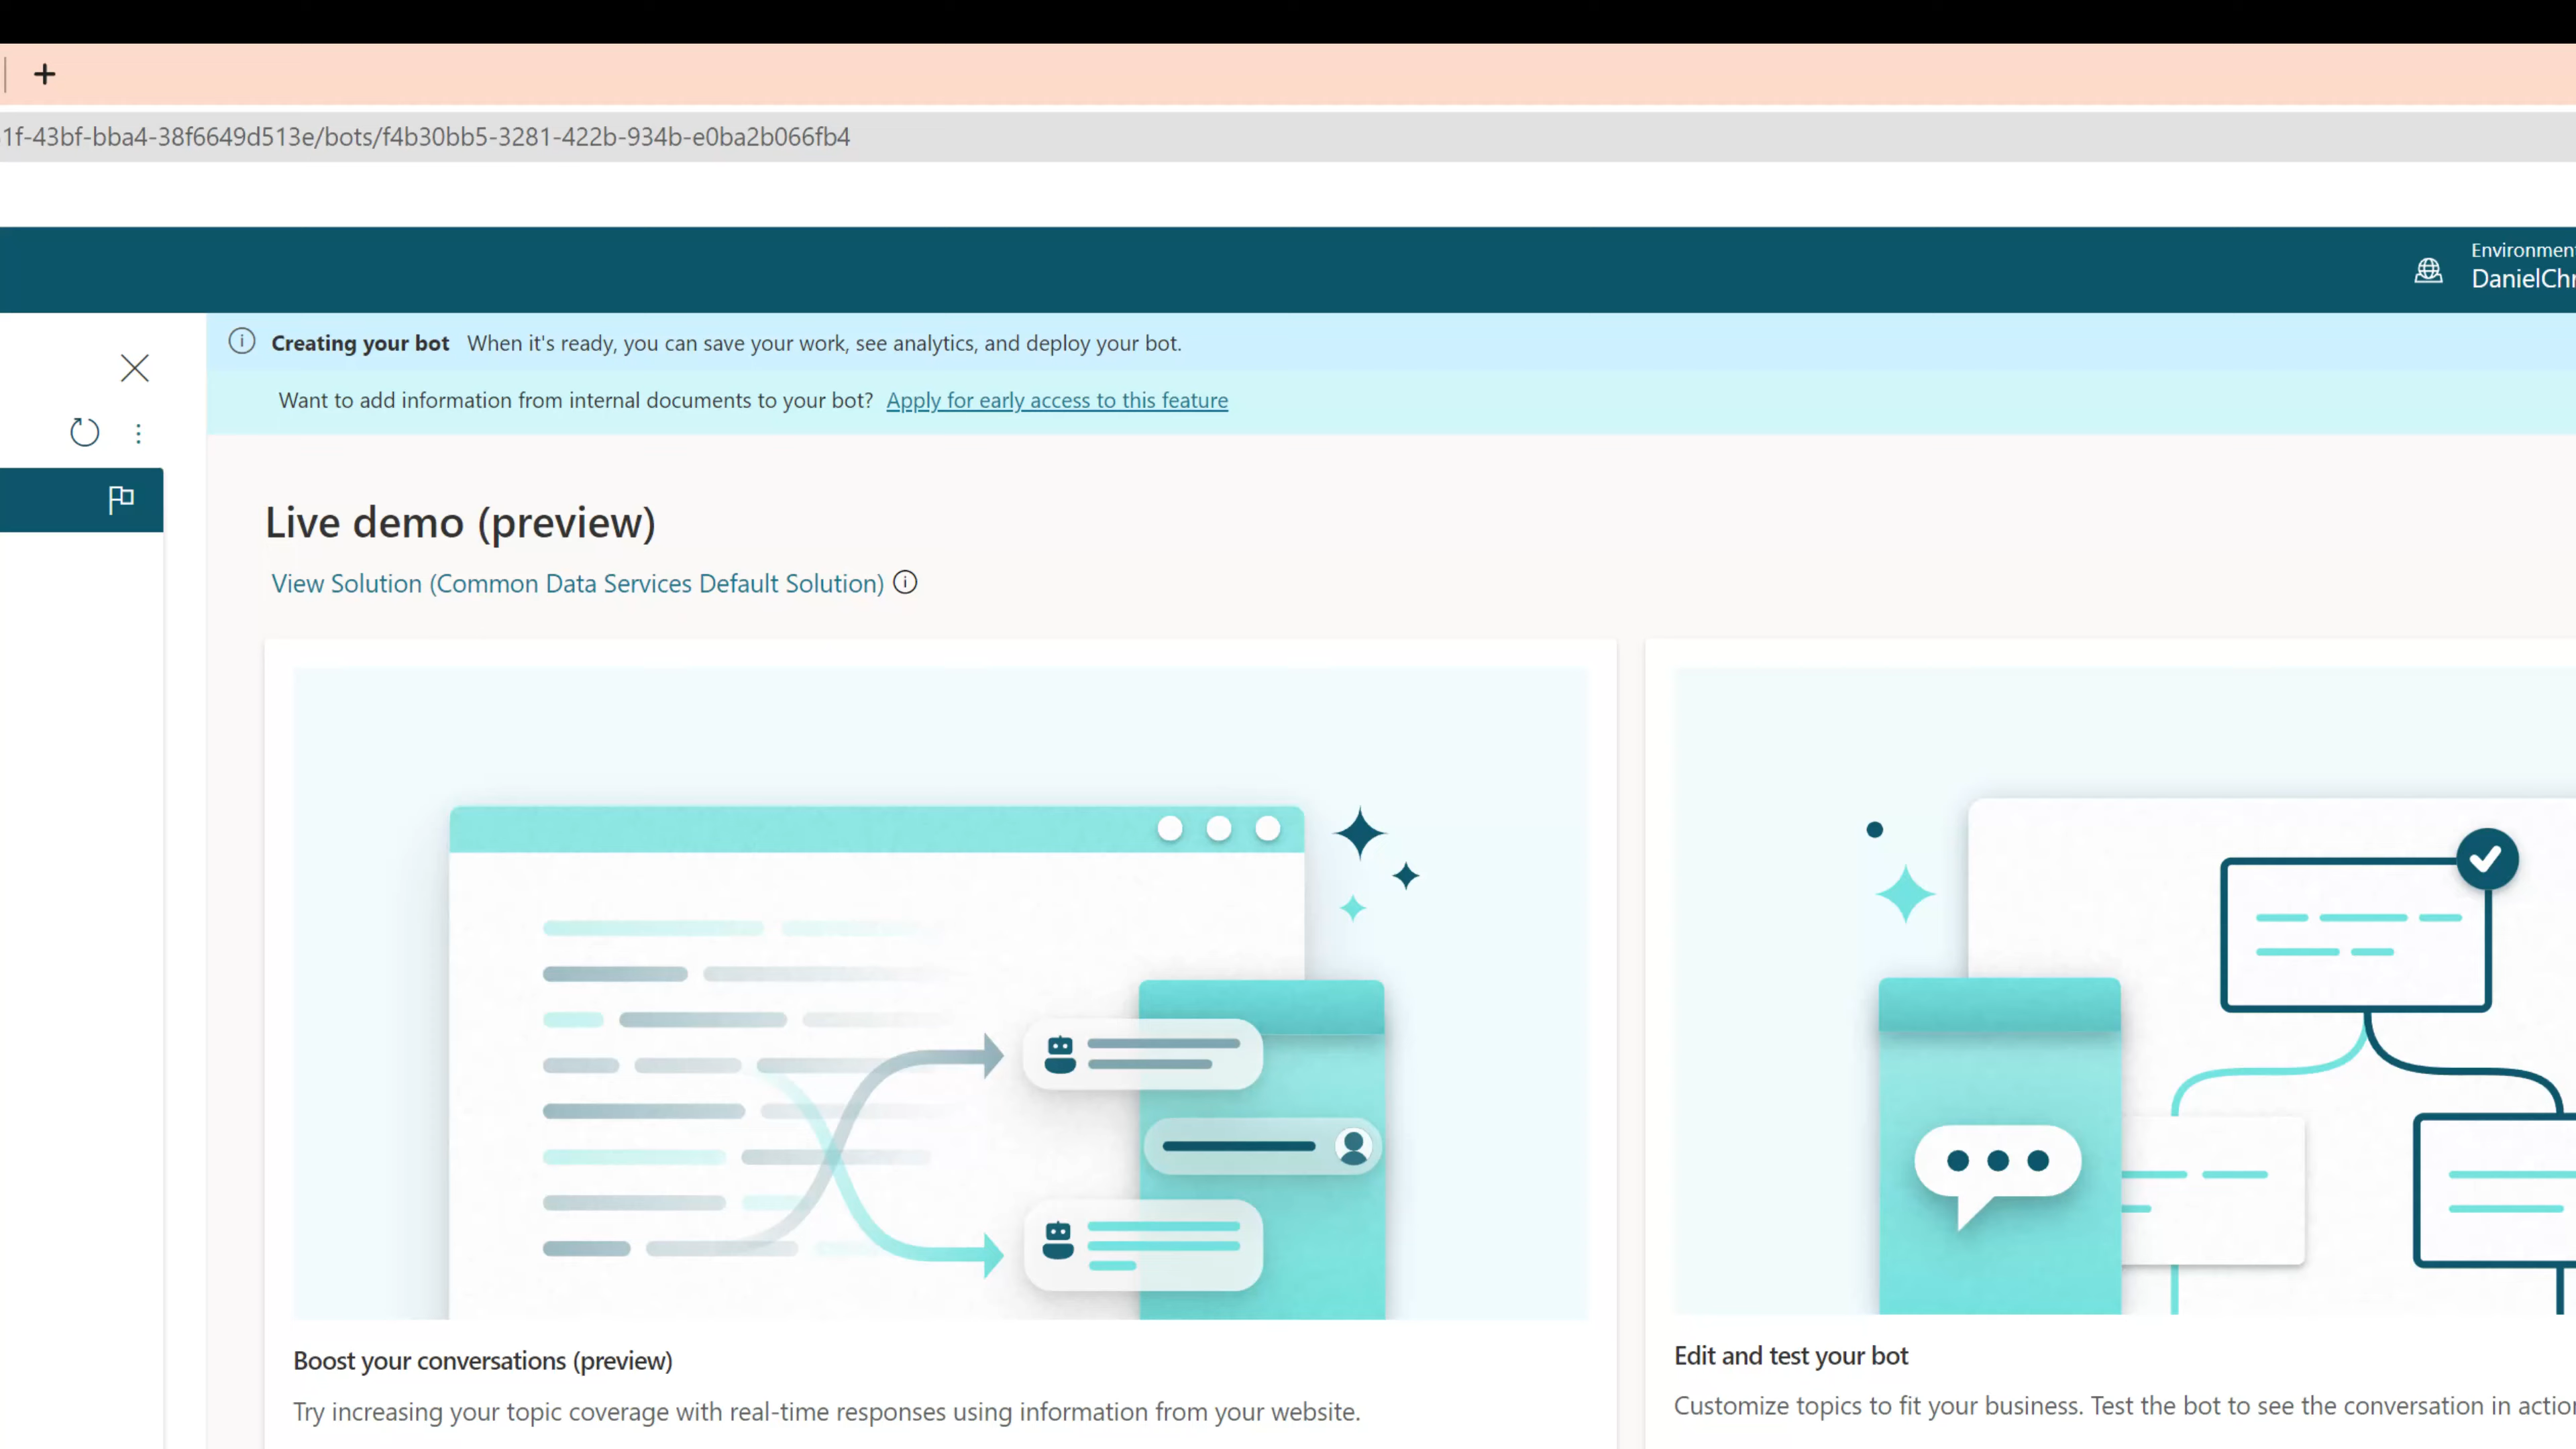 1f-43bf-bba4-38f6649d513e/bots/f4b30bb5-3281-422b-934b-e0ba2b066fb4
Environment
DanielChr
Creating your bot When it's ready, you can save your work, see analytics, and deploy your bot.
Want to add information from internal documents to your bot? Apply for early access to this feature
Live demo (preview)
View Solution (Common Data Services Default Solution)
Boost your conversations (preview)
Try increasing your topic coverage with real-time responses using information from your website.
Edit and test your bot
Customize topics to fit your business. Test the bot to see the conversation in action